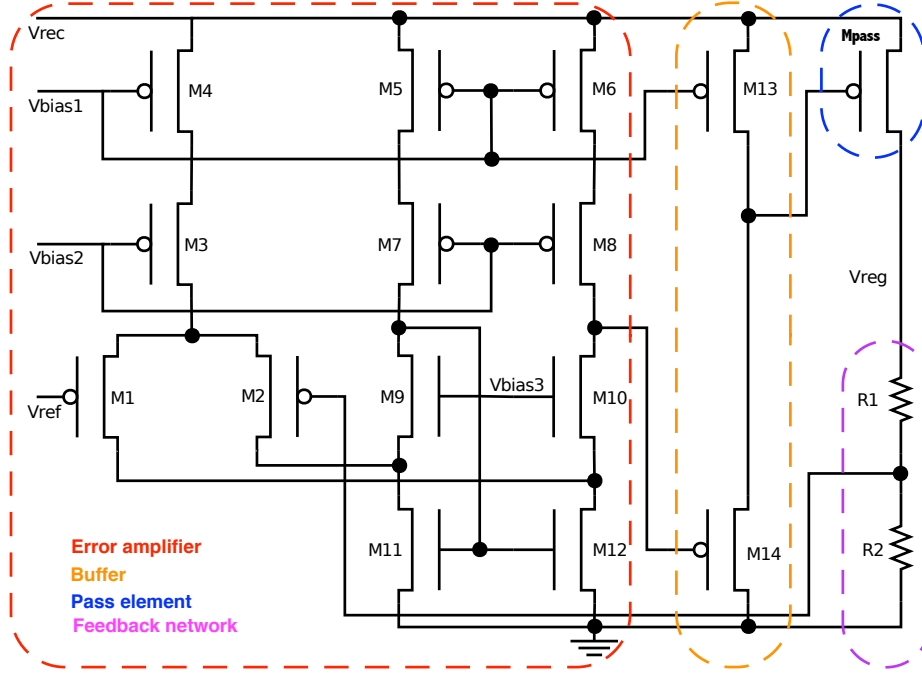 Vrec
Mpass
M4
M5
M6
M13
Vbias1
M3
M7
M8
Vbias2
Vreg
Vbias3
M1
M2
M9
M10
R1
Vref
Error amplifier
M11
M12
M14
R2
Buffer
Pass element
Feedback network